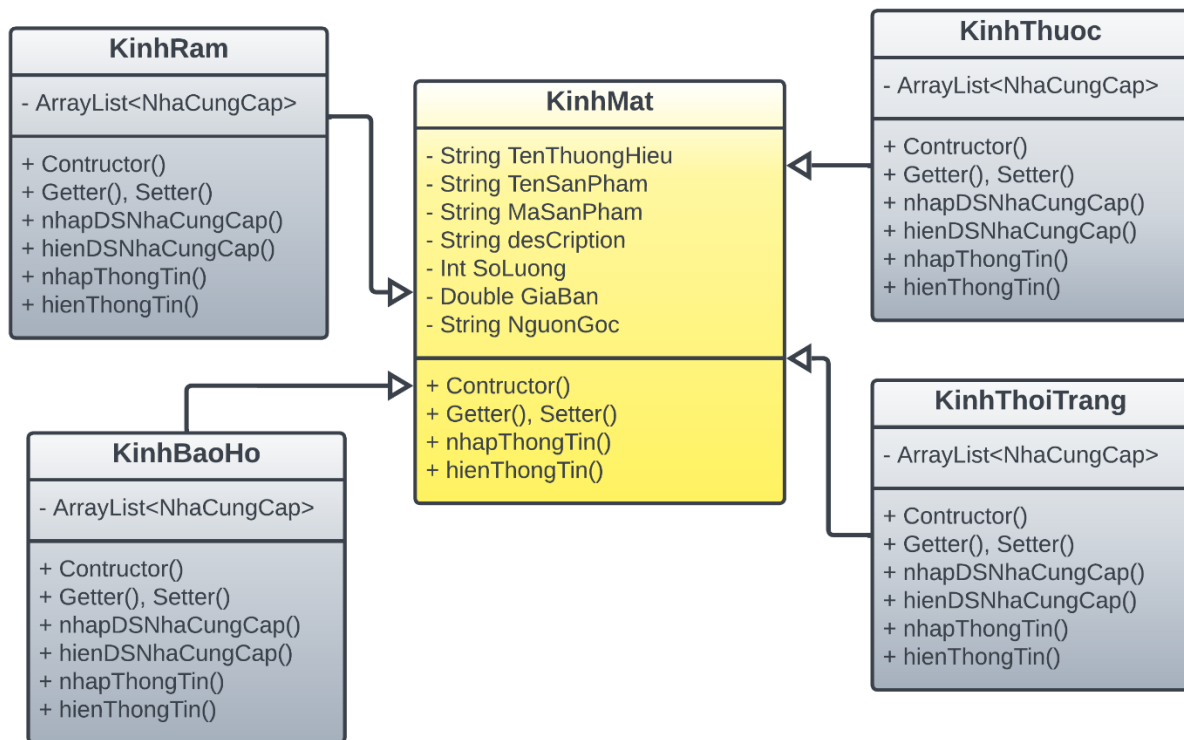 KinhRam
- ArrayList<NhaCungCap>
+ Contructor()
+ Getter(), Setter()
+ nhapDSNhaCungCap()
+ hienDSNhaCungCap()
+ nhapThongTin()
+ hienThongTin()
KinhMat
- String TenThuongHieu
- String TenSanPham
- String MaSanPham
- String desCription
- Int SoLuong
- Double GiaBan
- String NguonGoc
+ Contructor()
+ Getter(), Setter()
+ nhapThongTin()
+ hienThongTin()
KinhThuoc
- ArrayList<NhaCungCap>
+ Contructor()
+ Getter(), Setter()
+ nhapDSNhaCungCap()
+ hienDSNhaCungCap()
+ nhapThongTin()
+ hienThongTin()
KinhBaoHo
- ArrayList<NhaCungCap>
+ Contructor()
+ Getter(), Setter()
+ nhapDSNhaCungCap()
+ hienDSNhaCungCap()
+ nhapThongTin()
+ hienThongTin()
KinhThoiTrang
- ArrayList<NhaCungCap>
+ Contructor()
+ Getter(), Setter()
+ nhapDSNhaCungCap()
+ hienDSNhaCungCap()
+ nhapThongTin()
+ hienThongTin()